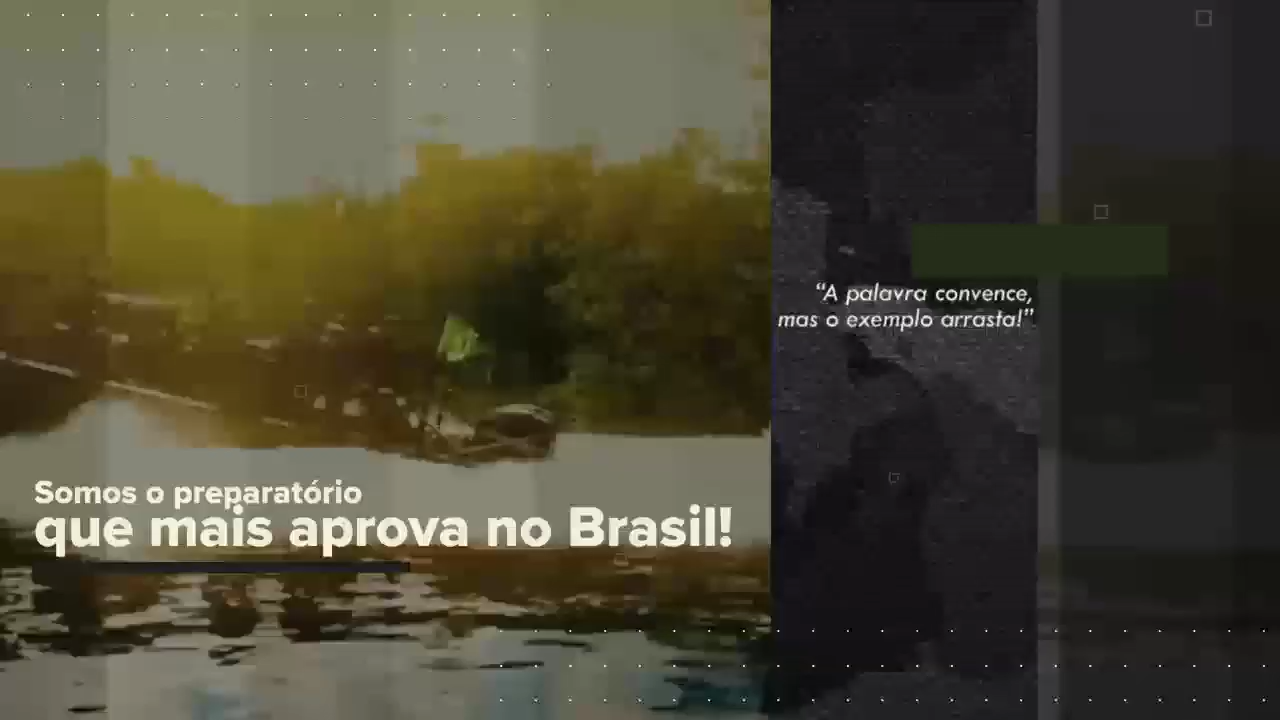 Somos o preparatório
que mais aprova no Brasil!
“A palavra convence,
mas o exemplo arrasta!”